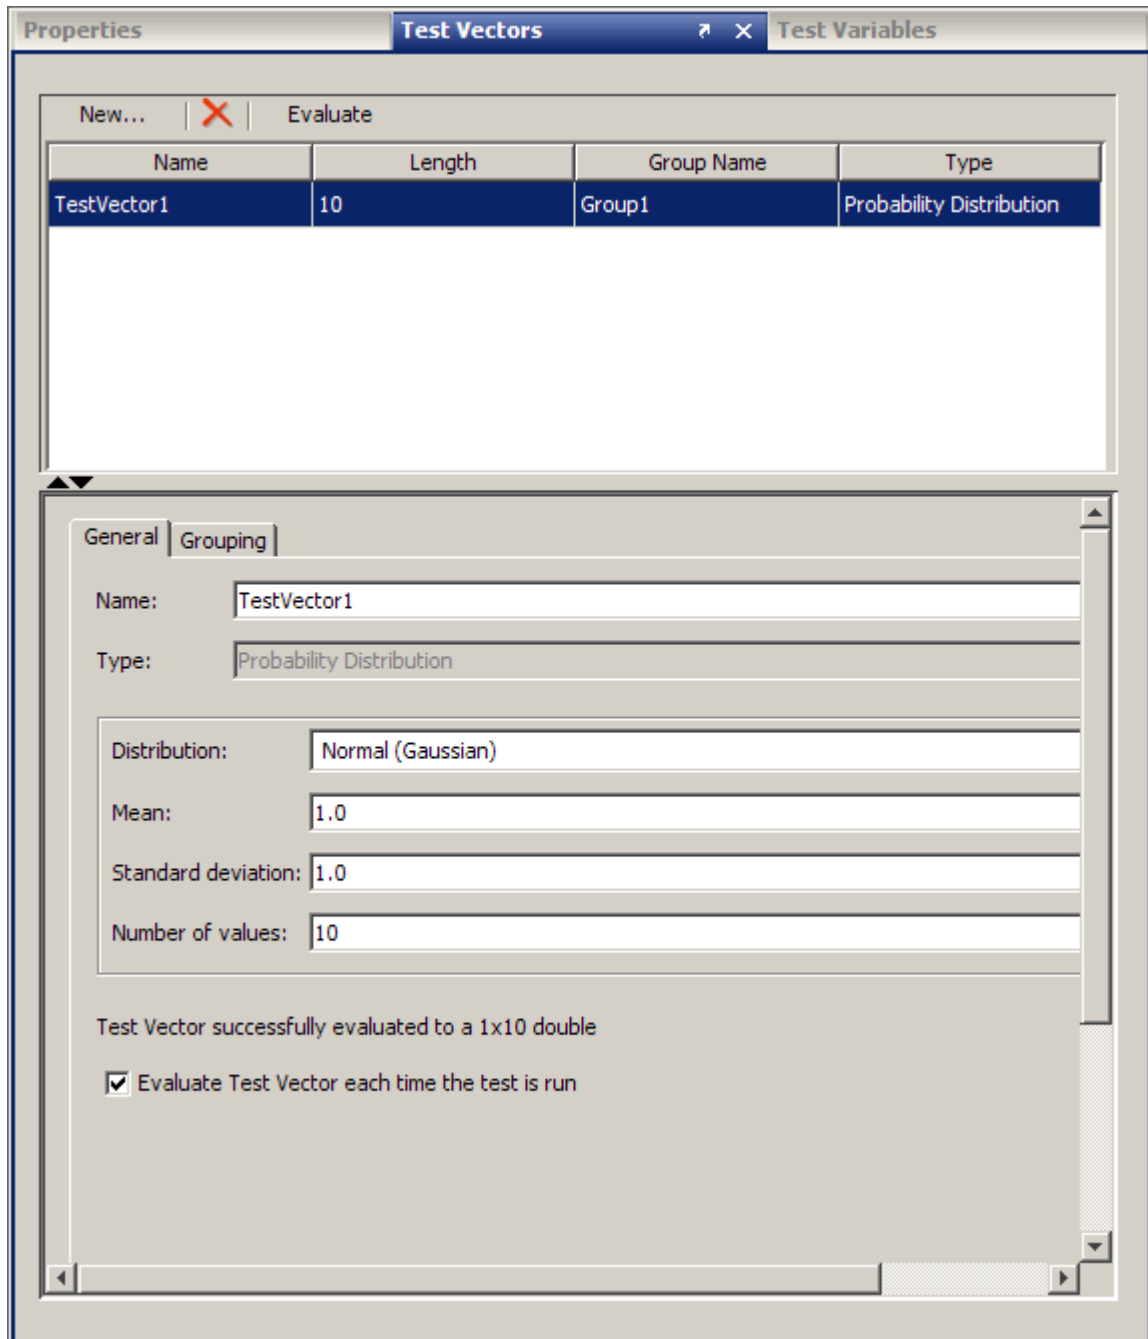 Properties Test Vectors Test Variables
New... Evaluate
Name Length Group Name Type
TestVector1 10 Group1 Probability Distribution
General Grouping
Name: TestVector1
Type: Probability Distribution
Distribution: Normal (Gaussian)
Mean: 1.0
Standard deviation: 1.0
Number of values: 10
Test Vector successfully evaluated to a 1x10 double
Evaluate Test Vector each time the test is run